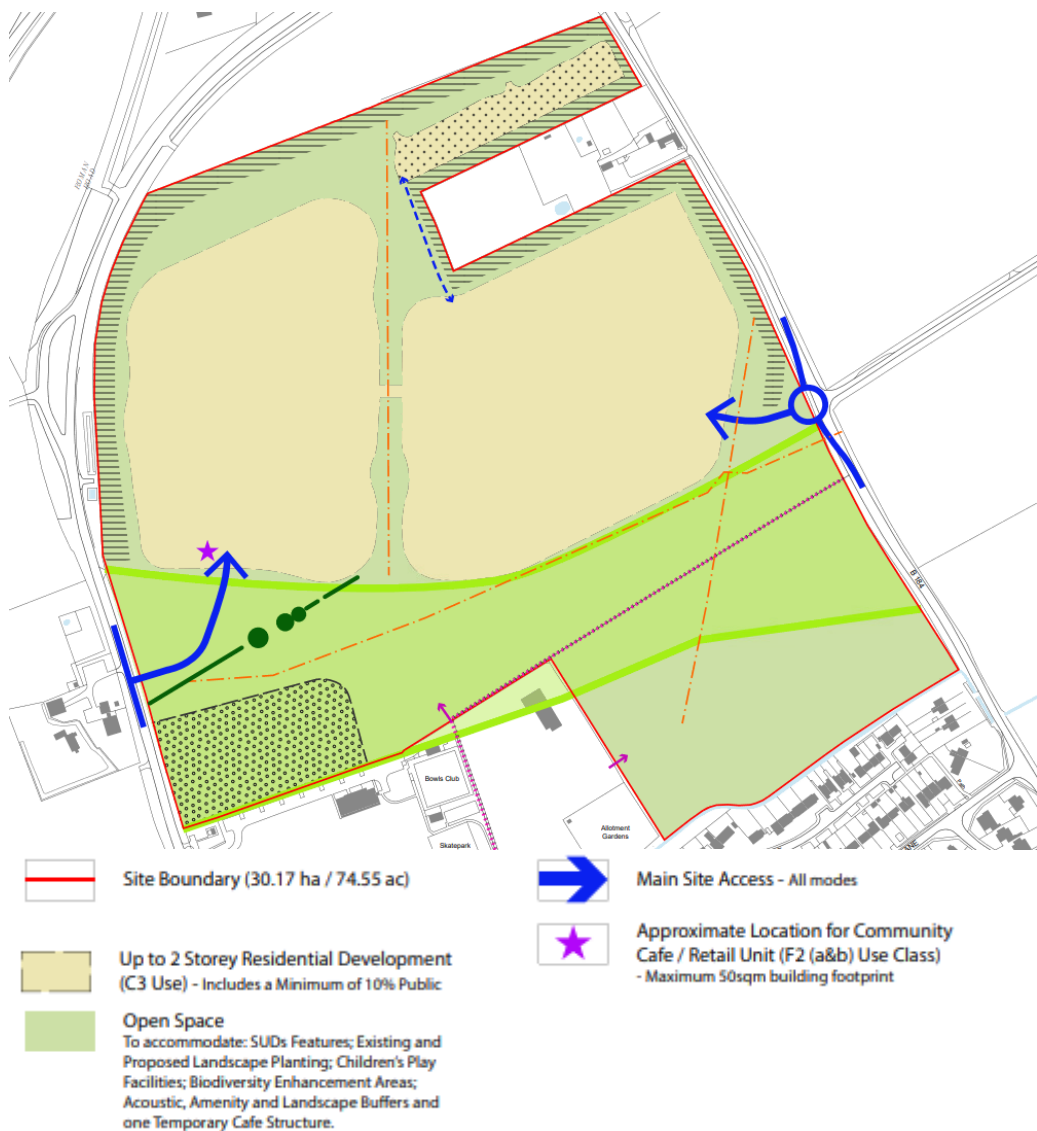 ROMAN
ROAD
B 184
Bowls Club
Skatepark
Allotment
Gardens
Site Boundary (30.17 ha / 74.55 ac)
Up to 2 Storey Residential Development
(C3 Use) - Includes a Minimum of 10% Public
Open Space
To accommodate: SUDs Features; Existing and
Proposed Landscape Planting; Children's Play
Facilities; Biodiversity Enhancement Areas;
Acoustic, Amenity and Landscape Buffers and
one Temporary Cafe Structure.
Main Site Access - All modes
Approximate Location for Community
Cafe / Retail Unit (F2 (a&b) Use Class)
- Maximum 50sqm building footprint